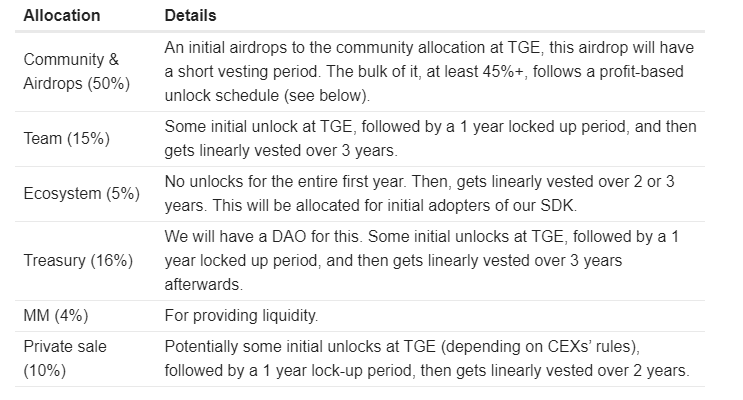 Allocation Details
Community &
Airdrops (50%)
An initial airdrops to the community allocation at TGE, this airdrop will have
a short vesting period. The bulk of it, at least 45%+, follows a profit-based
unlock schedule (see below).
Team (15%)
Some initial unlock at TGE, followed by a 1 year locked up period, and then
gets linearly vested over 3 years.
Ecosystem (5%)
No unlocks for the entire first year. Then, gets linearly vested over 2 or 3
years. This will be allocated for initial adopters of our SDK.
Treasury (16%)
We will have a DAO for this. Some initial unlocks at TGE, followed by a 1
year locked up period, and then gets linearly vested over 3 years
afterwards.
MM (4%) For providing liquidity.
Private sale
(10%)
Potentially some initial unlocks at TGE (depending on CEXs’ rules),
followed by a 1 year lock-up period, then gets linearly vested over 2 years.